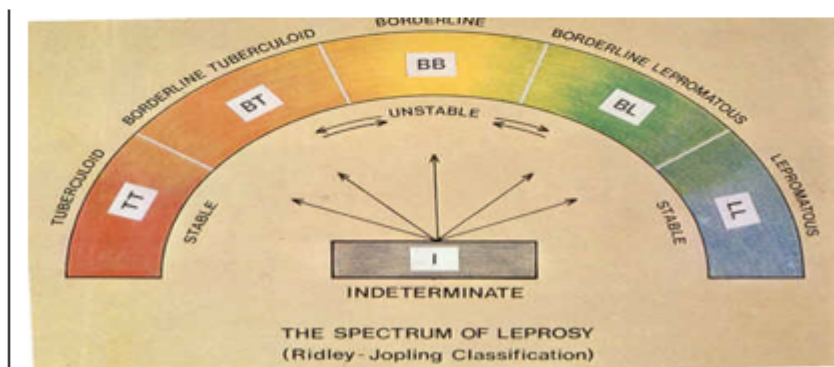 BORDERLINE
BORDERLINE TUBERCULOID
BORDERLINE LEPROMATOUS
BB
BT
BL
UNSTABLE
TUBERCULOID
LEPROMATOUS
TT
LL
STABLE
STABLE
I
INDETERMINATE
THE SPECTRUM OF LEPROSY
(Ridley-Jopling Classification)